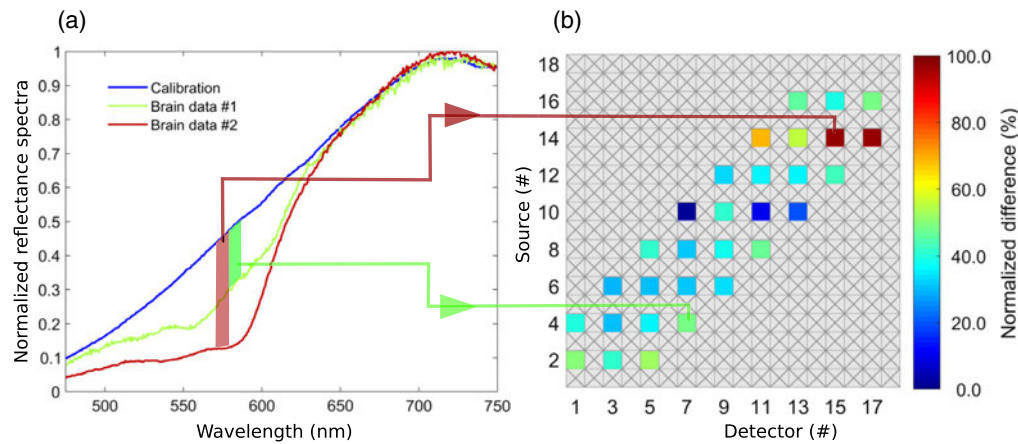 (a)
(b)
Normalized reflectance spectra
1
0.9
0.8
0.7
0.6
0.5
0.4
0.3
0.2
0.1
0
Calibration
Brain data #1
Brain data #2
500 550 600 650 700 750
Wavelength (nm)
Source (#)
18
16
14
12
10
8
6
4
2
1 3 5 7 9 11 13 15 17
Detector (#)
100.0
80.0
60.0
40.0
20.0
0.0
Normalized difference (%)